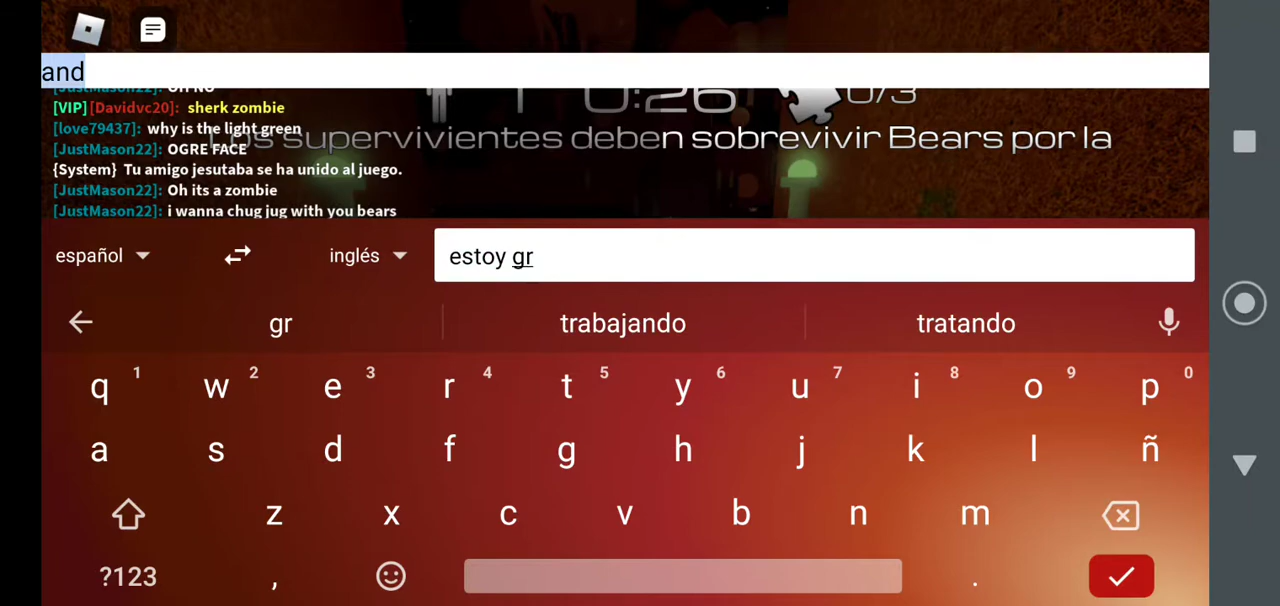 and
[JustMason22]: OH NO
[VIP] [Davidvc20]: sherk zombie
0:26
0/3
[love79437]: why is the light green
supervivientes deben sobrevivir Bears por la
[JustMason22]: OGRE FACE
{System} Tu amigo jesutaba se ha unido al juego.
[JustMason22]: Oh its a zombie
[JustMason22]: i wanna chug jug with you bears
español
inglés
estoy gr
gr
trabajando
tratando
q 1 w 2 e 3 r 4 t 5 y 6 u 7 i 8 o 9 p 0
a s d f g h j k l ñ
z x c v b n m
?123 , .